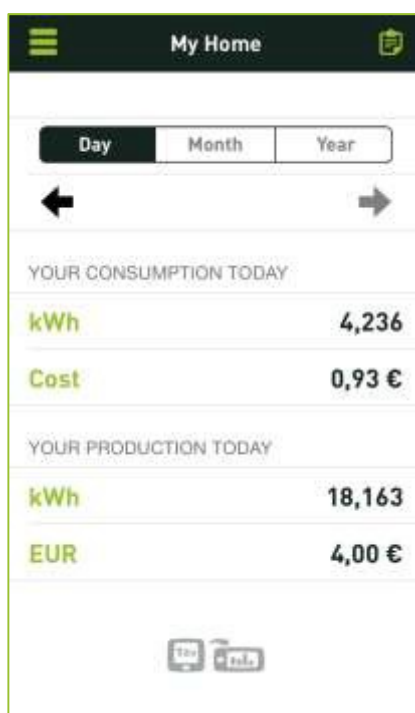 My Home
Day Month Year
YOUR CONSUMPTION TODAY
kWh 4,236
Cost 0,93 €
YOUR PRODUCTION TODAY
kWh 18,163
EUR 4,00 €